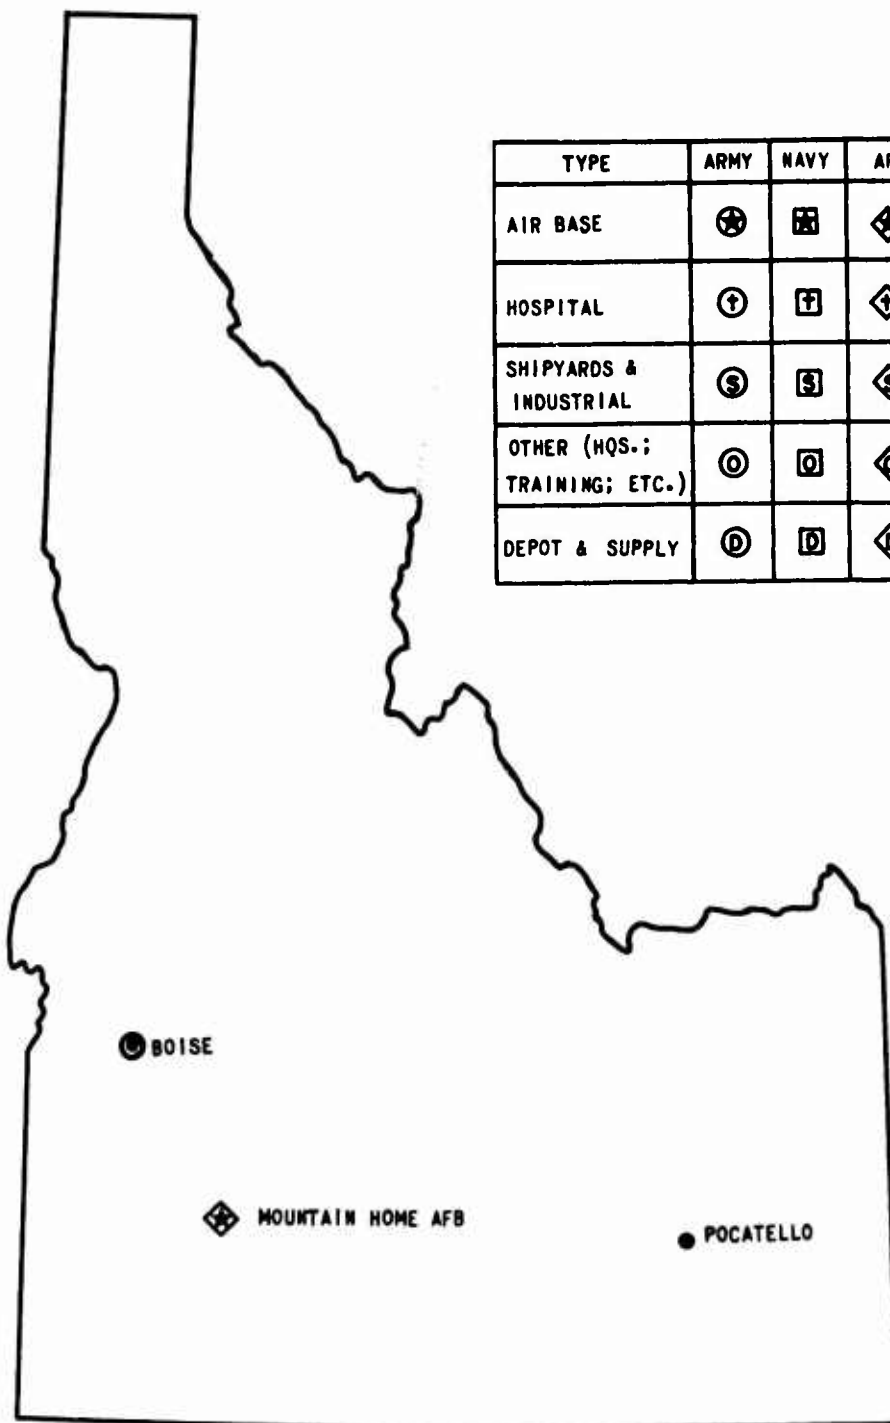 TYPE ARMY NAVY
AIR BASE
HOSPITAL
SHIPYARDS &
INDUSTRIAL
S S S
OTHER (HQS.;
TRAINING; ETC.)
O O
DEPOT & SUPPLY D D
BOISE
MOUNTAIN HOME AFB
POCATELLO